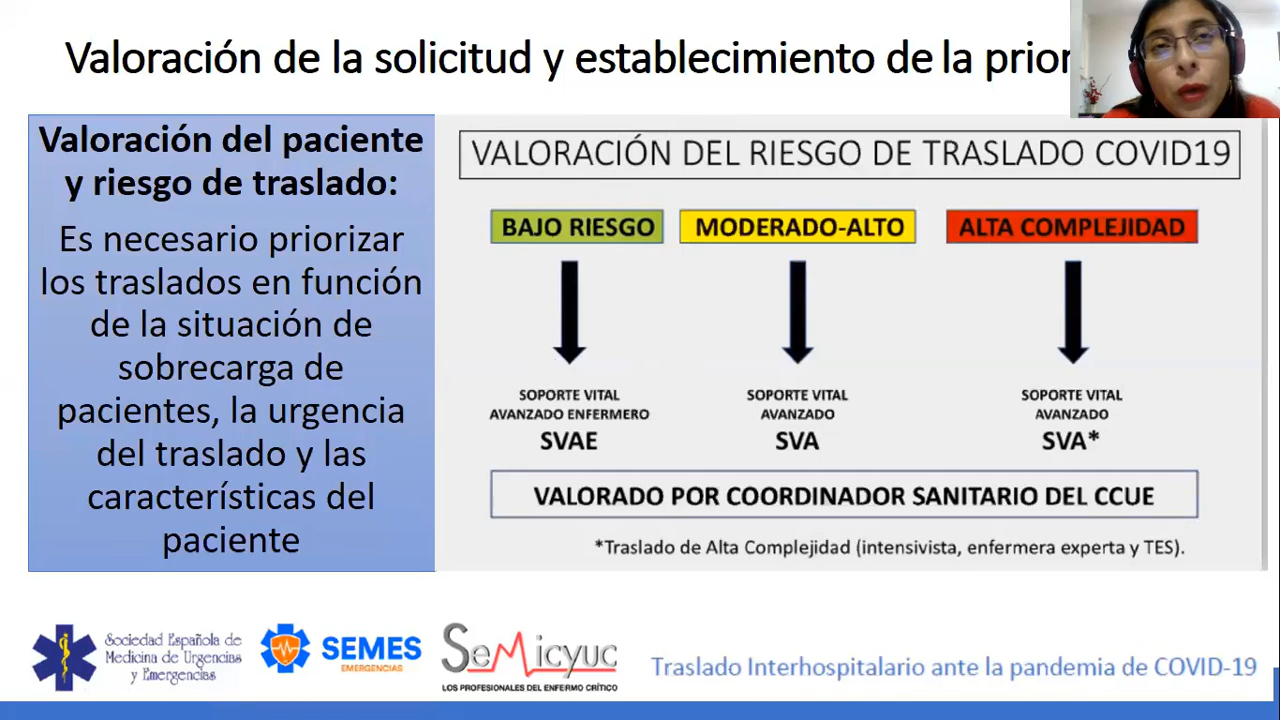 Valoración de la solicitud y establecimiento de la prior
Valoración del paciente
y riesgo de traslado:
Es necesario priorizar
los traslados en función
de la situación de
sobrecarga de
pacientes, la urgencia
del traslado y las
características del
paciente
VALORACIÓN DEL RIESGO DE TRASLADO COVID19
BAJO RIESGO
MODERADO-ALTO
ALTA COMPLEJIDAD
SOPORTE VITAL
AVANZADO ENFERMERO
SVAE
SOPORTE VITAL
AVANZADO
SVA
SOPORTE VITAL
AVANZADO
SVA*
VALORADO POR COORDINADOR SANITARIO DEL CCUE
*Traslado de Alta Complejidad (intensivista, enfermera experta y TES).
Sociedad Española de
Medicina de Urgencias
y Emergencias
SEMES
EMERGENCIAS
SeMicyuc
LOS PROFESIONALES DEL ENFERMO CRÍTICO
Traslado Interhospitalario ante la pandemia de COVID-19